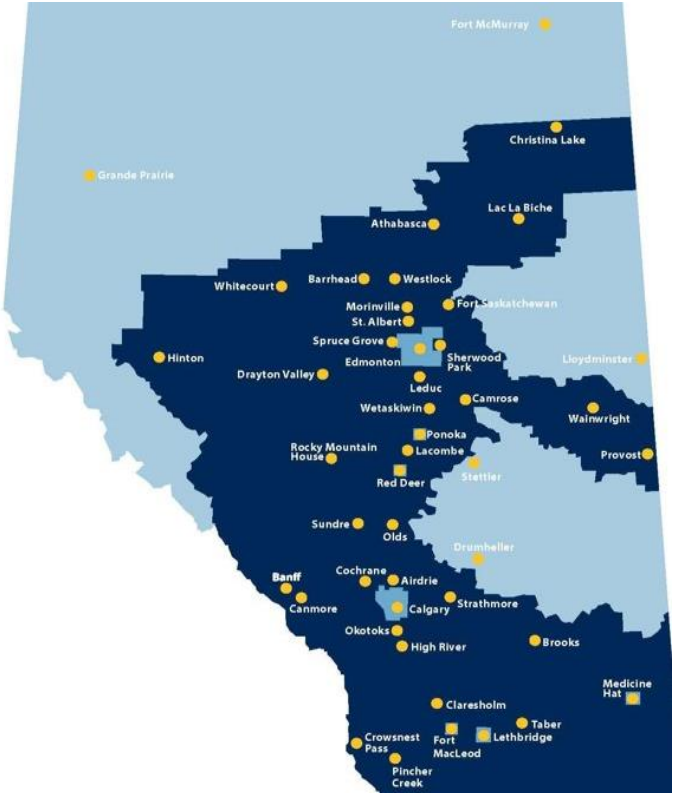 Fort McMurray
Christina Lake
Grande Prairie
Lac La Biche
Athabasca
Whitecourt
Barrhead
Westlock
Morinville
Fort Saskatchewan
St. Albert
Spruce Grove
Edmonton
Sherwood
Park
Hinton
Lloydminster
Drayton Valley
Leduc
Camrose
Wetaskiwin
Wainwright
Ponoka
Rocky Mountain
House
Lacombe
Provost
Red Deer
Stettler
Sundre
Olds
Drumheller
Banff
Cochrane
Airdrie
Canmore
Calgary
Strathmore
Okotoks
High River
Brooks
Medicine
Hat
Claresholm
Taber
Crowsnest
Pass
Fort
MacLeod
Lethbridge
Pincher
Creek